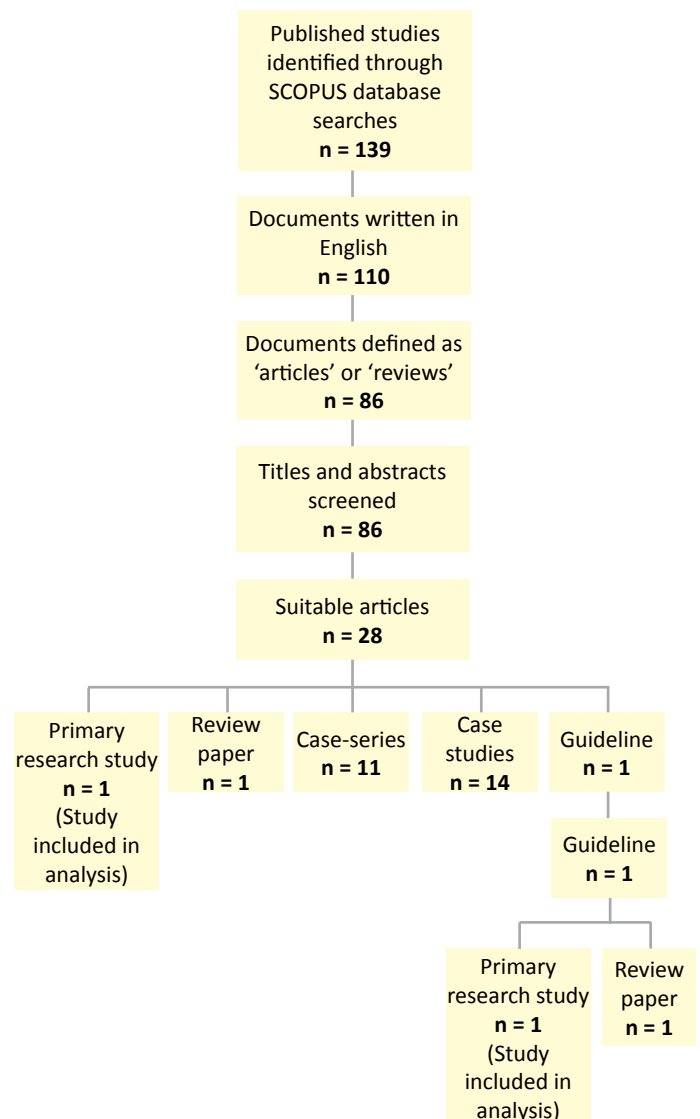 Published studies
identified through
SCOPUS database
searches
n = 139
Documents written in
English
n = 110
Documents defined as
‘articles’ or ‘reviews’
n = 86
Titles and abstracts
screened
n = 86
Suitable articles
n = 28
Primary
research study
n = 1
(Study
included in
analysis)
Review
paper
n = 1
Case-series
n = 11
Case
studies
n = 14
Guideline
n = 1
Guideline
n = 1
Primary
research study
n = 1
(Study
included in
analysis)
Review
paper
n = 1